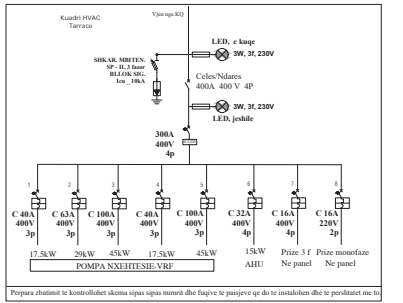 Kuadri HVAC
Tarrace
Vjen nga KQ
LED, e kuqe
3W, 3f, 230V
SHKAR. MBITEN.
SP - II, 3 fazor
BLLOK SIG.
Icu _ 10kA
Celes/Ndares
400A 400 V 4P
3W, 3f, 230V
LED, jeshile
300A
400V
4p
1 2 3 4 5 6 7 8
C 40A C 63A C 100A C 40A C 100A C 32A C 16A C 16A
400V 400V 400V 400V 400V 400V 400V 220V
3p 3p 3p 3p 3p 4p 4p 2p
17.5kW 29kW 45kW 17.5kW 45kW 15kW Prize 3 f Prize monofaze
AHU Ne panel Ne panel
POMPA NXEHTESIE-VRF
Perpara zbatimit te kontrollohet skema sipas sipas numrit dhe fuqive te paisjeve qe do te instalohen dhe te pershtatet me to.